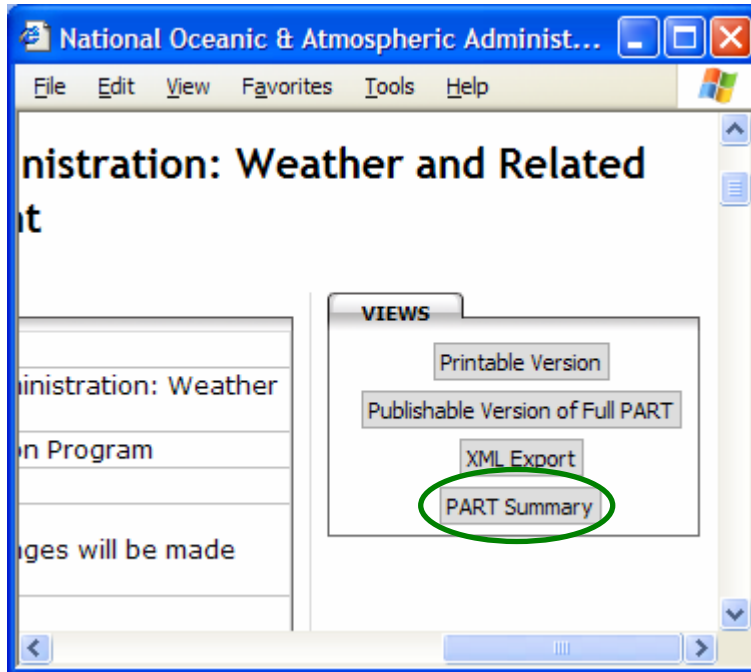 National Oceanic & Atmospheric Administ...
File Edit View Favorites Tools Help
nistration: Weather and Related
nt
VIEWS
Printable Version
Publishable Version of Full PART
XML Export
PART Summary
inistration: Weather
on Program
nges will be made